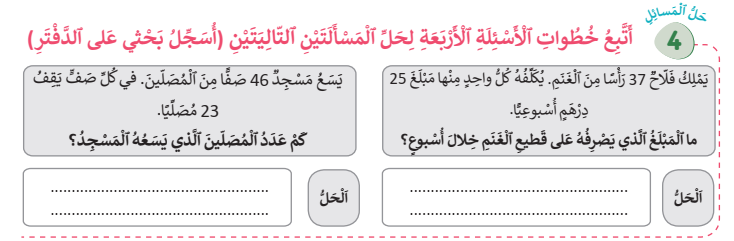 حَلُّ ٱلْمَسائِلِ
4 أَتَّبِعُ خُطُواتِ ٱلْأَسْئِلَةِ ٱلْأَرْبَعَةِ لِحَلِّ ٱلْمَسْأَلَتَيْنِ ٱلتّالِيَتَيْنِ (أُسَجِّلُ بَحْثي عَلى ٱلدَّفْتَرِ)
يَمْلِكُ فَلّاحٌ 37 رَأْسًا مِنَ ٱلْغَنَمِ. يُكَلِّفُهُ كُلُّ واحِدٍ مِنْها مَبْلَغَ 25
دِرْهَمٍ أُسْبوعِيًّا.
ما ٱلْمَبْلَغُ ٱلَّذي يَصْرِفُهُ عَلى قَطيعِ ٱلْغَنَمِ خِلالَ أُسْبوعٍ؟
يَسَعُ مَسْجِدٌ 46 صَفًّا مِنَ ٱلْمُصَلّينَ. في كُلِّ صَفٍّ يَقِفُ
23 مُصَلِّيًا.
كَمْ عَدَدُ ٱلْمُصَلّينَ ٱلَّذي يَسَعُهُ ٱلْمَسْجِدُ؟
اَلْحَلُّ
اَلْحَلُّ